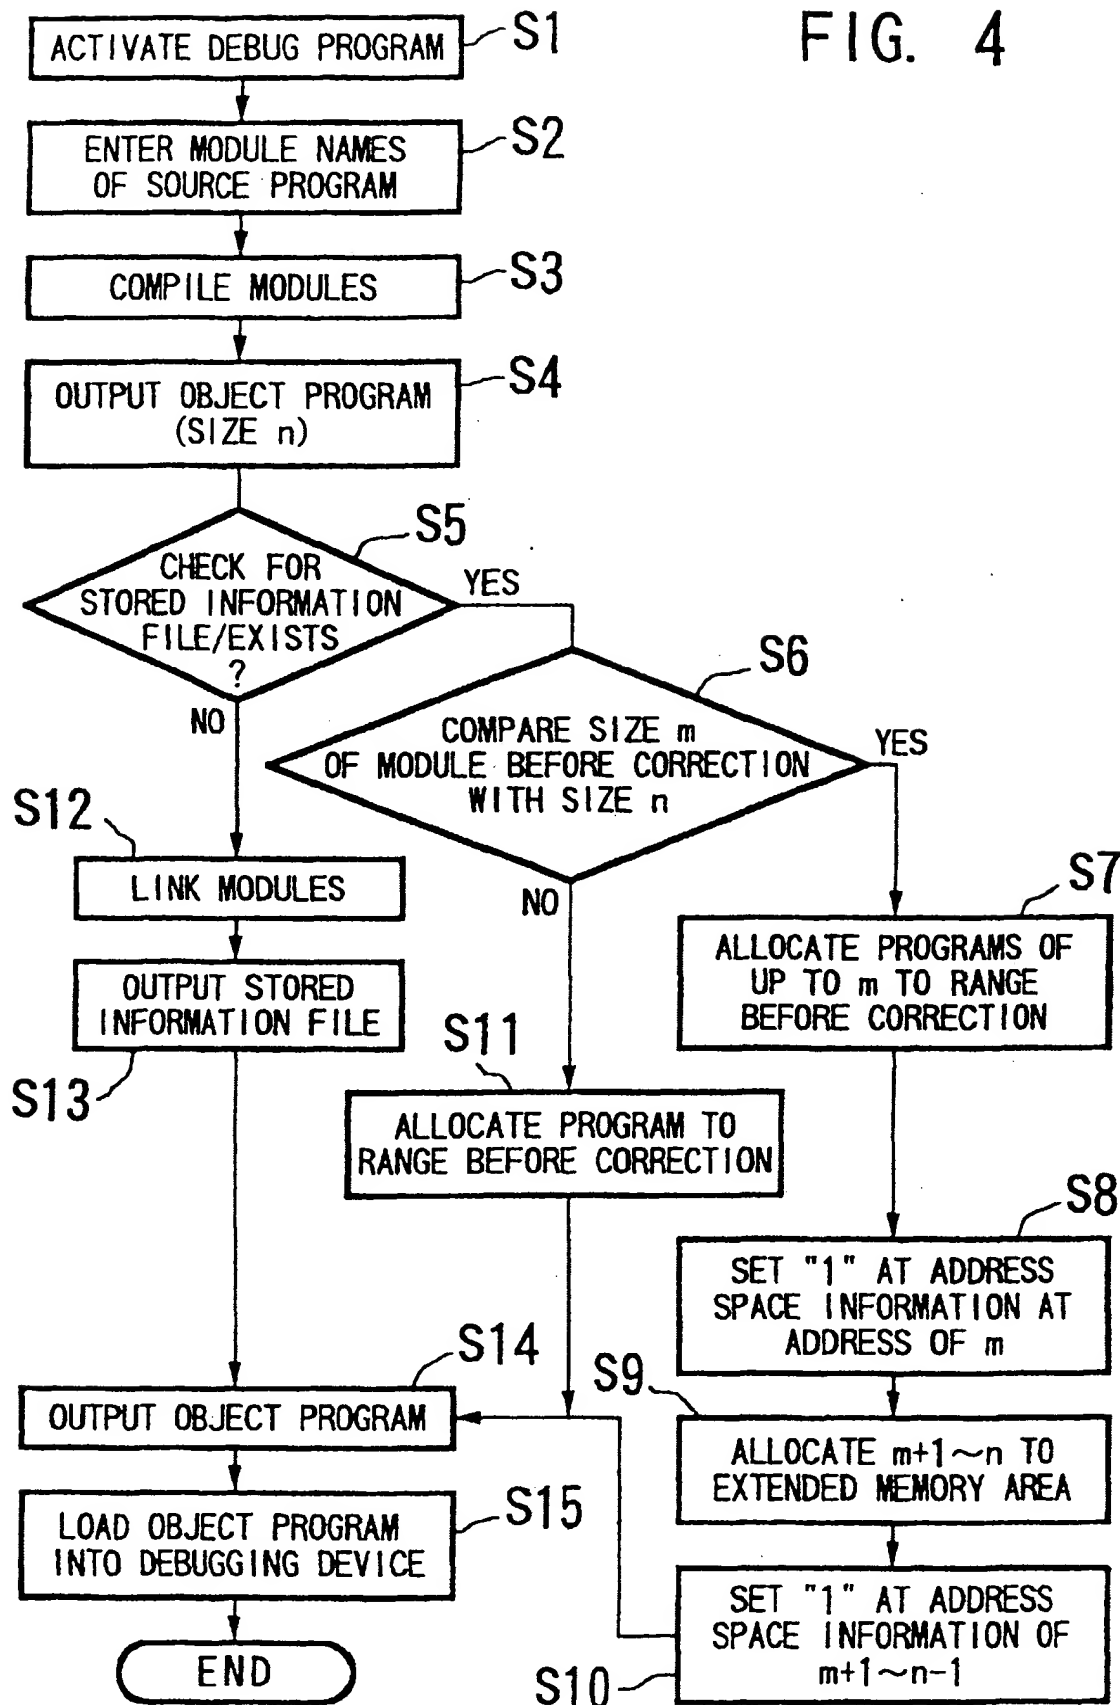 FIG. 4
ACTIVATE DEBUG PROGRAM
S1
ENTER MODULE NAMES
OF SOURCE PROGRAM
S2
COMPILE MODULES
S3
OUTPUT OBJECT PROGRAM
(SIZE n)
S4
CHECK FOR
STORED INFORMATION
FILE/EXISTS
?
S5
YES
NO
COMPARE SIZE m
OF MODULE BEFORE CORRECTION
WITH SIZE n
S6
YES
NO
S12
LINK MODULES
OUTPUT STORED
INFORMATION FILE
S13
S7
ALLOCATE PROGRAMS OF
UP TO m TO RANGE
BEFORE CORRECTION
S11
ALLOCATE PROGRAM TO
RANGE BEFORE CORRECTION
S8
SET "1" AT ADDRESS
SPACE INFORMATION AT
ADDRESS OF m
S9
ALLOCATE m+1~n TO
EXTENDED MEMORY AREA
SET "1" AT ADDRESS
SPACE INFORMATION OF
m+1~n-1
S10
S14
OUTPUT OBJECT PROGRAM
LOAD OBJECT PROGRAM
INTO DEBUGGING DEVICE
S15
END